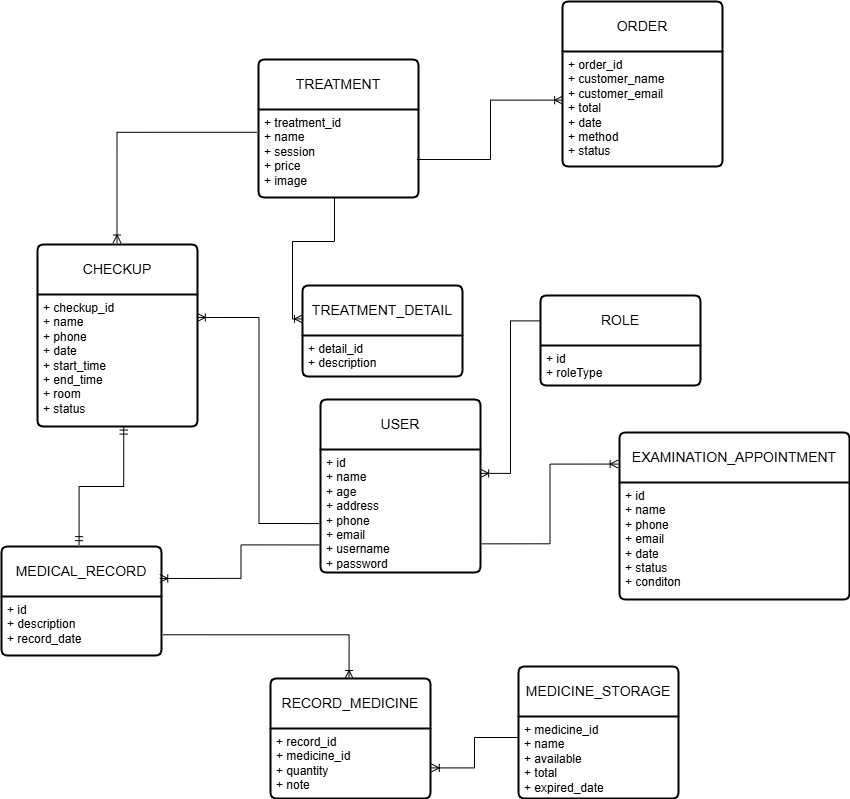 ORDER
+ order_id
+ customer_name
+ customer_email
+ total
+ date
+ method
+ status
TREATMENT
+ treatment_id
+ name
+ session
+ price
+ image
CHECKUP
+ checkup_id
+ name
+ phone
+ date
+ start_time
+ end_time
+ room
+ status
TREATMENT_DETAIL
+ detail_id
+ description
ROLE
+ id
+ roleType
USER
+ id
+ name
+ age
+ address
+ phone
+ email
+ username
+ password
EXAMINATION_APPOINTMENT
+ id
+ name
+ phone
+ email
+ date
+ status
+ conditon
MEDICAL_RECORD
+ id
+ description
+ record_date
RECORD_MEDICINE
+ record_id
+ medicine_id
+ quantity
+ note
MEDICINE_STORAGE
+ medicine_id
+ name
+ available
+ total
+ expired_date